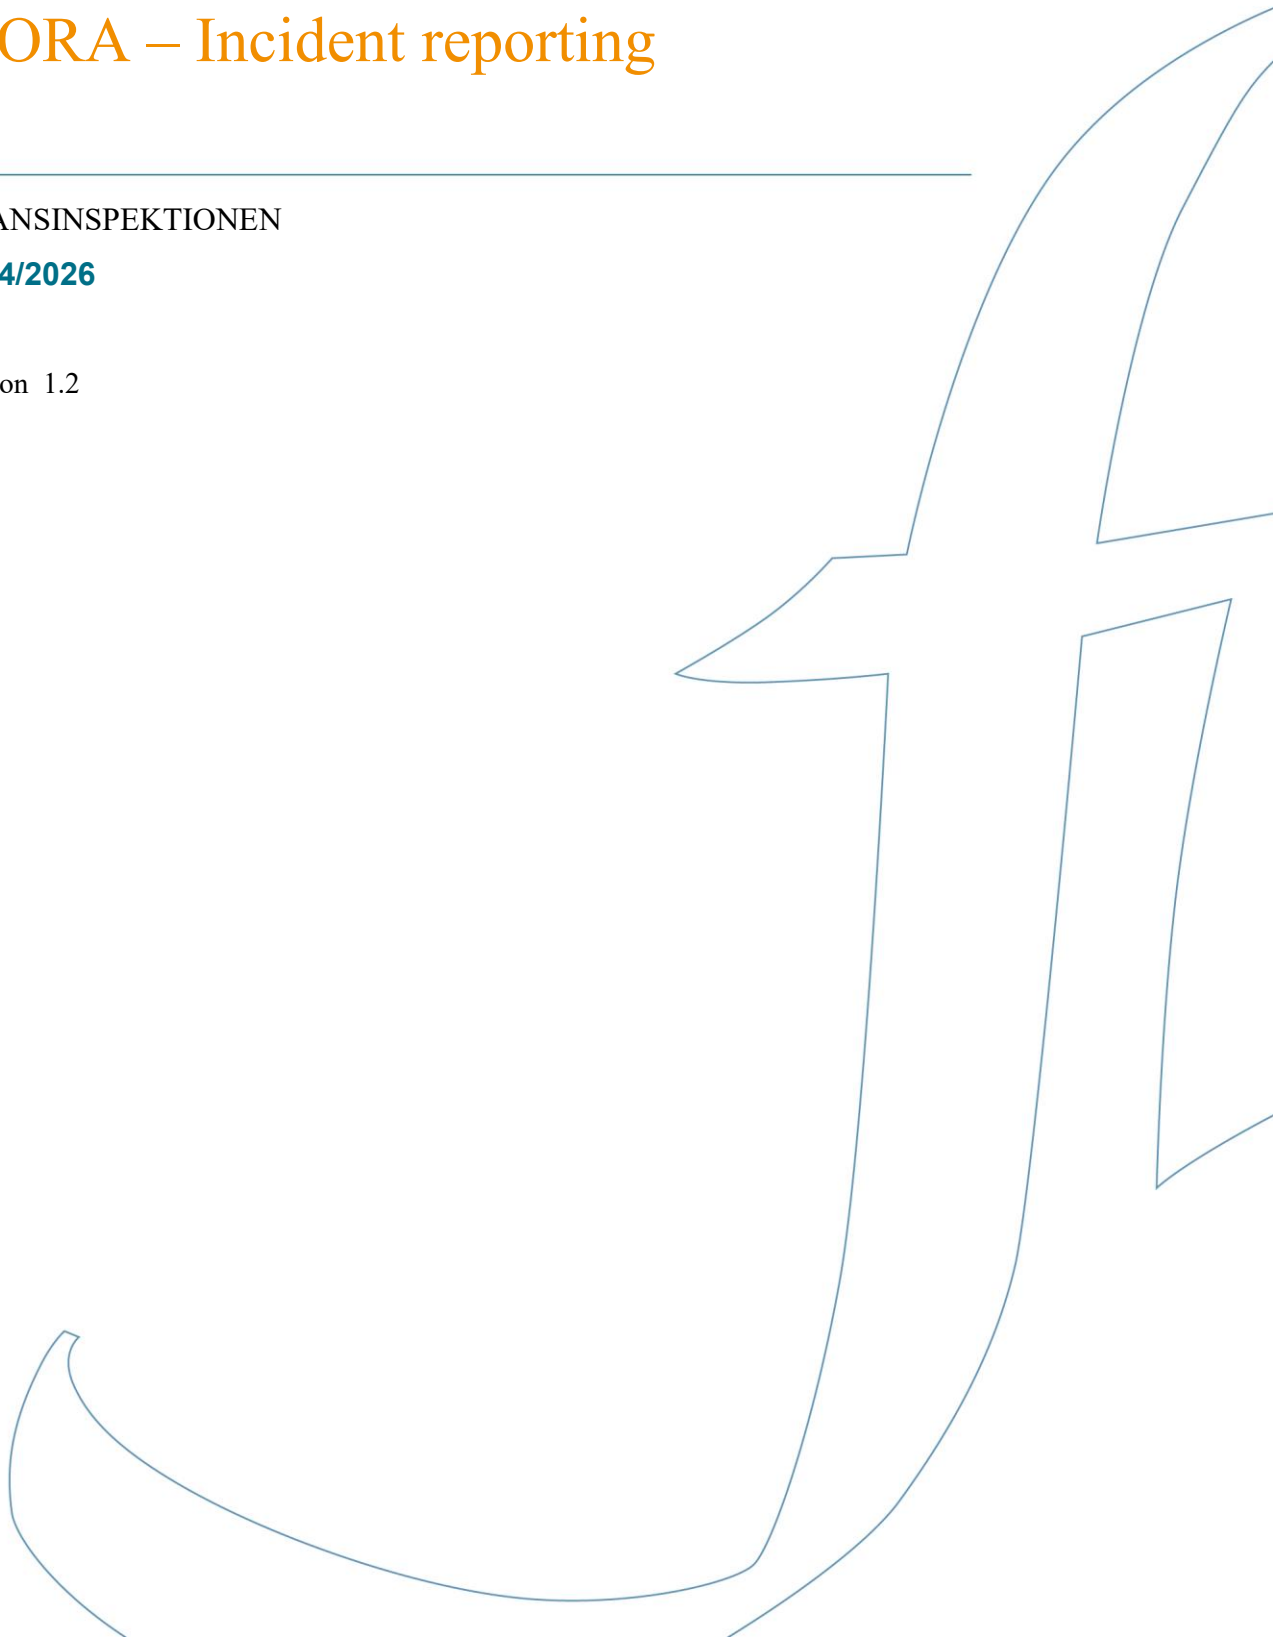 ORA – Incident reporting
ANSINSPEKTIONEN
4/2026
on 1.2